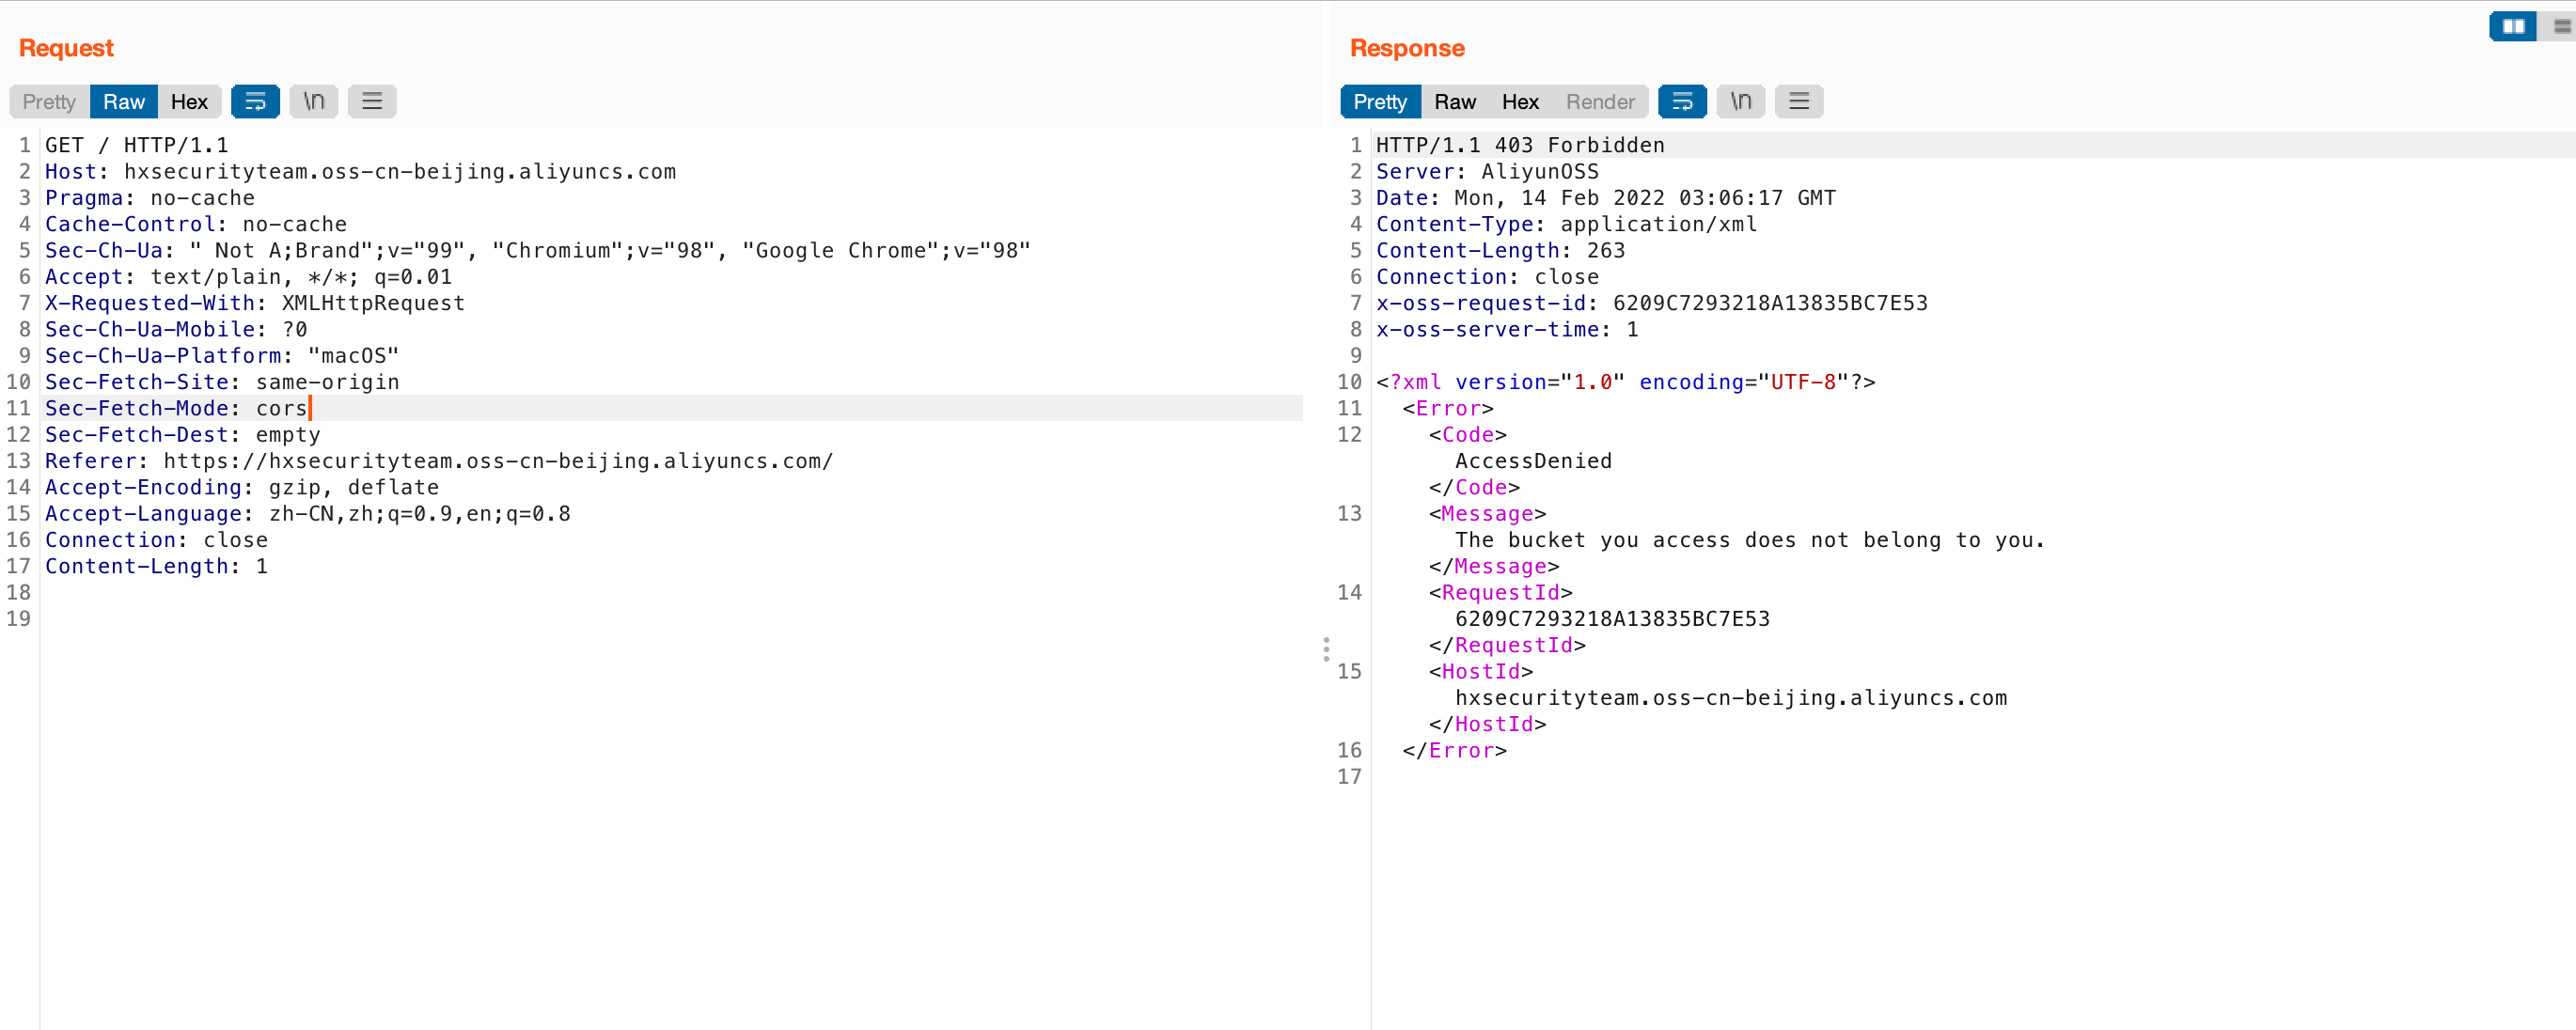 Request
Pretty Raw Hex \n
1 GET / HTTP/1.1
2 Host: hxsecurityteam.oss-cn-beijing.aliyuncs.com
3 Pragma: no-cache
4 Cache-Control: no-cache
5 Sec-Ch-Ua: " Not A;Brand";v="99", "Chromium";v="98", "Google Chrome";v="98"
6 Accept: text/plain, */*; q=0.01
7 X-Requested-With: XMLHttpRequest
8 Sec-Ch-Ua-Mobile: ?0
9 Sec-Ch-Ua-Platform: "macOS"
10 Sec-Fetch-Site: same-origin
11 Sec-Fetch-Mode: cors
12 Sec-Fetch-Dest: empty
13 Referer: https://hxsecurityteam.oss-cn-beijing.aliyuncs.com/
14 Accept-Encoding: gzip, deflate
15 Accept-Language: zh-CN,zh;q=0.9,en;q=0.8
16 Connection: close
17 Content-Length: 1
18
19
Response
Pretty Raw Hex Render \n
1 HTTP/1.1 403 Forbidden
2 Server: AliyunOSS
3 Date: Mon, 14 Feb 2022 03:06:17 GMT
4 Content-Type: application/xml
5 Content-Length: 263
6 Connection: close
7 x-oss-request-id: 6209C7293218A13835BC7E53
8 x-oss-server-time: 1
9
10 <?xml version="1.0" encoding="UTF-8"?>
11 <Error>
12 <Code>
AccessDenied
</Code>
13 <Message>
The bucket you access does not belong to you.
</Message>
14 <RequestId>
6209C7293218A13835BC7E53
</RequestId>
15 <HostId>
hxsecurityteam.oss-cn-beijing.aliyuncs.com
</HostId>
16 </Error>
17